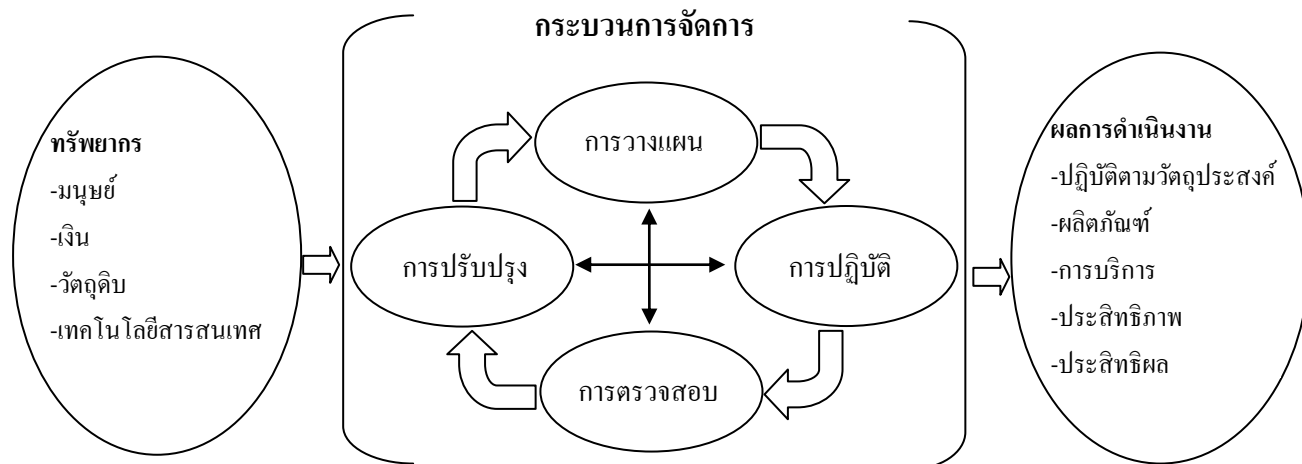 กระบวนการจัดการ
ทรัพยากร
-มนุษย์
-เงิน
-วัตถุดิบ
-เทคโนโลยีสารสนเทศ
การวางแผน
การปรับปรุง
การปฏิบัติ
การตรวจสอบ
ผลการดำเนินงาน
-ปฏิบัติตามวัตถุประสงค์
-ผลิตภัณฑ์
-การบริการ
-ประสิทธิภาพ
-ประสิทธิผล